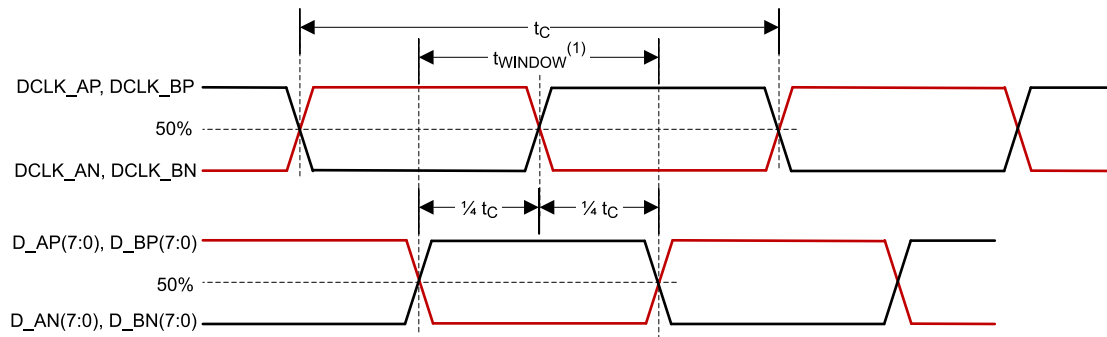 tC
tWINDOW(1)
DCLK_AP, DCLK_BP
50%
DCLK_AN, DCLK_BN
¼ tC ¼ tC
D_AP(7:0), D_BP(7:0)
50%
D_AN(7:0), D_BN(7:0)